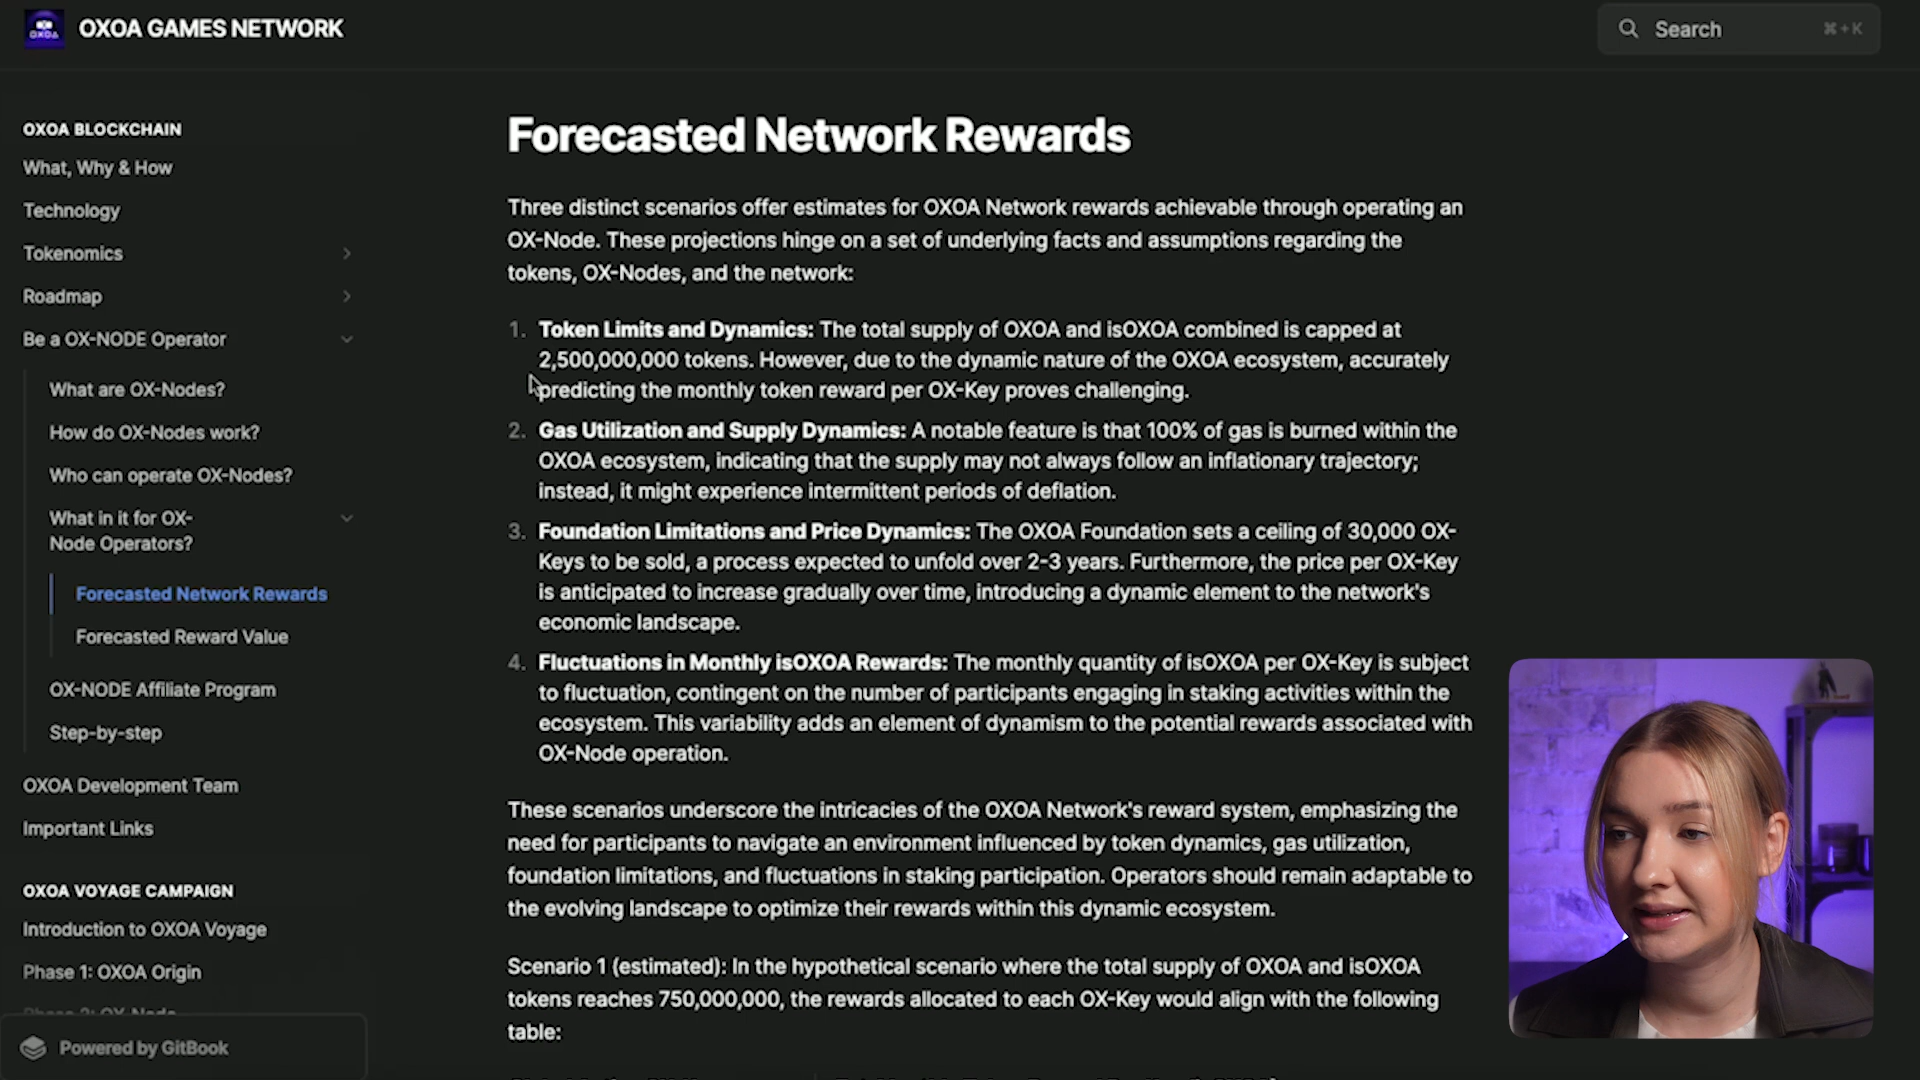 OXOA
OXOA GAMES NETWORK
Search
⌘+K
OXOA BLOCKCHAIN
What, Why & How
Technology
Tokenomics
Roadmap
Be a OX-NODE Operator
What are OX-Nodes?
How do OX-Nodes work?
Who can operate OX-Nodes?
What in it for OX-
Node Operators?
Forecasted Network Rewards
Forecasted Reward Value
OX-NODE Affiliate Program
Step-by-step
OXOA Development Team
Important Links
OXOA VOYAGE CAMPAIGN
Introduction to OXOA Voyage
Phase 1: OXOA Origin
Phase 2: OX-Node
Powered by GitBook
Forecasted Network Rewards
Three distinct scenarios offer estimates for OXOA Network rewards achievable through operating an
OX-Node. These projections hinge on a set of underlying facts and assumptions regarding the
tokens, OX-Nodes, and the network:
1. Token Limits and Dynamics: The total supply of OXOA and isOXOA combined is capped at
2,500,000,000 tokens. However, due to the dynamic nature of the OXOA ecosystem, accurately
predicting the monthly token reward per OX-Key proves challenging.
2. Gas Utilization and Supply Dynamics: A notable feature is that 100% of gas is burned within the
OXOA ecosystem, indicating that the supply may not always follow an inflationary trajectory;
instead, it might experience intermittent periods of deflation.
3. Foundation Limitations and Price Dynamics: The OXOA Foundation sets a ceiling of 30,000 OX-
Keys to be sold, a process expected to unfold over 2-3 years. Furthermore, the price per OX-Key
is anticipated to increase gradually over time, introducing a dynamic element to the network's
economic landscape.
4. Fluctuations in Monthly isOXOA Rewards: The monthly quantity of isOXOA per OX-Key is subject
to fluctuation, contingent on the number of participants engaging in staking activities within the
ecosystem. This variability adds an element of dynamism to the potential rewards associated with
OX-Node operation.
These scenarios underscore the intricacies of the OXOA Network's reward system, emphasizing the
need for participants to navigate an environment influenced by token dynamics, gas utilization,
foundation limitations, and fluctuations in staking participation. Operators should remain adaptable to
the evolving landscape to optimize their rewards within this dynamic ecosystem.
Scenario 1 (estimated): In the hypothetical scenario where the total supply of OXOA and isOXOA
tokens reaches 750,000,000, the rewards allocated to each OX-Key would align with the following
table: